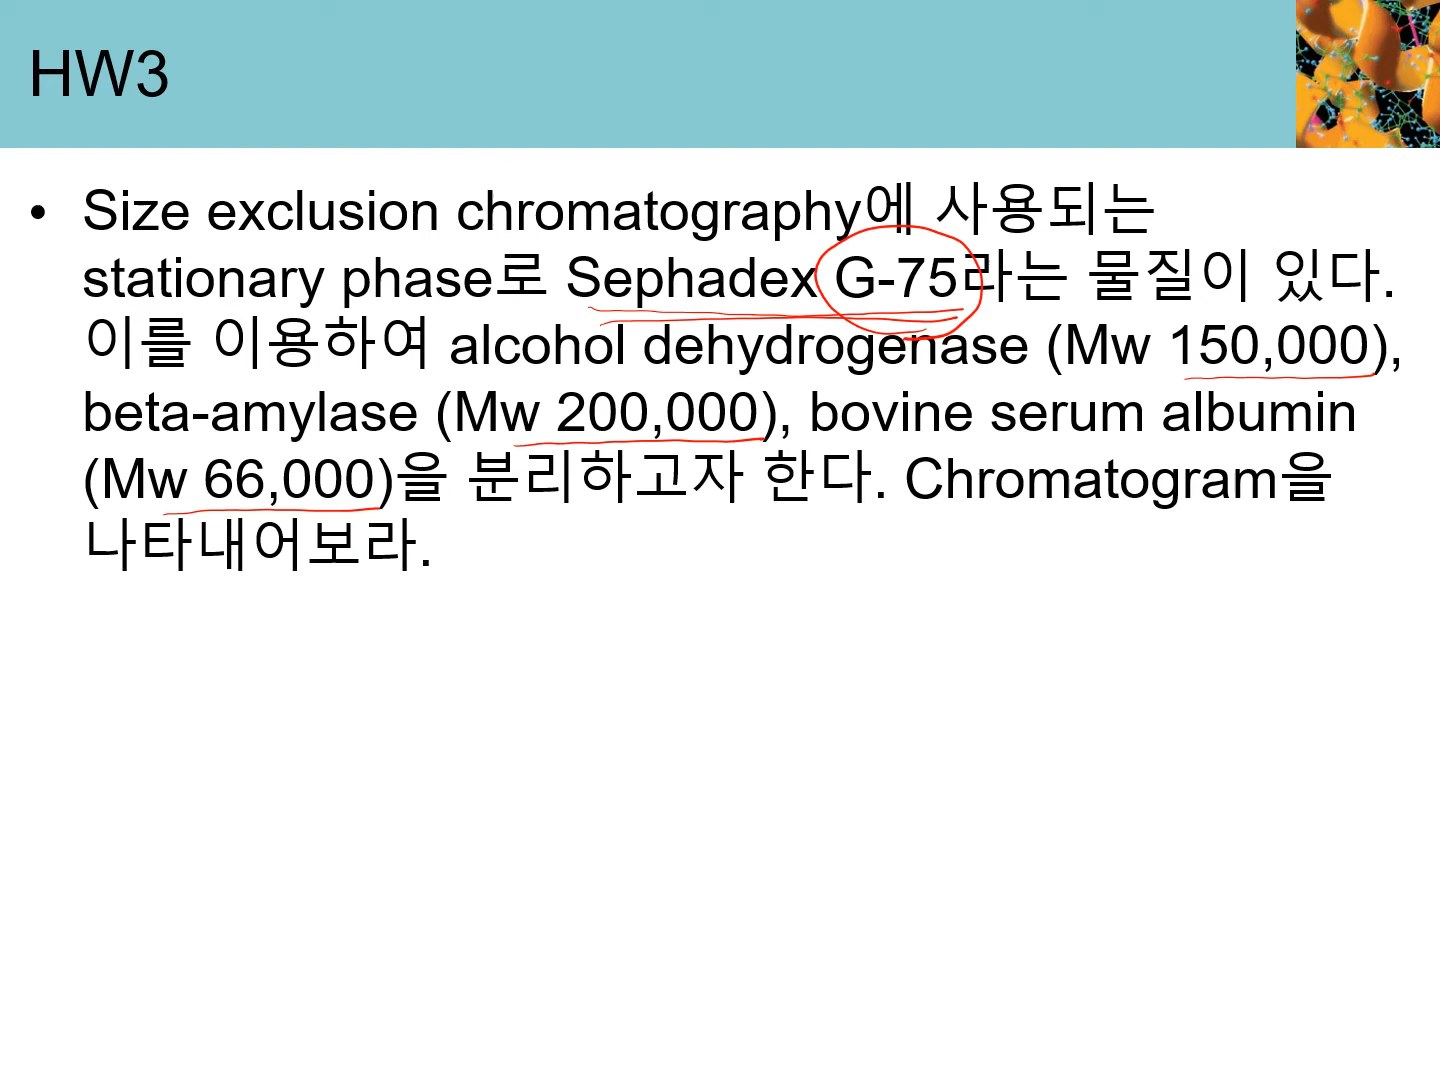 HW3
• Size exclusion chromatography에 사용되는
stationary phase로 Sephadex G-75라는 물질이 있다.
이를 이용하여 alcohol dehydrogenase (Mw 150,000),
beta-amylase (Mw 200,000), bovine serum albumin
(Mw 66,000)을 분리하고자 한다. Chromatogram을
나타내어보라.